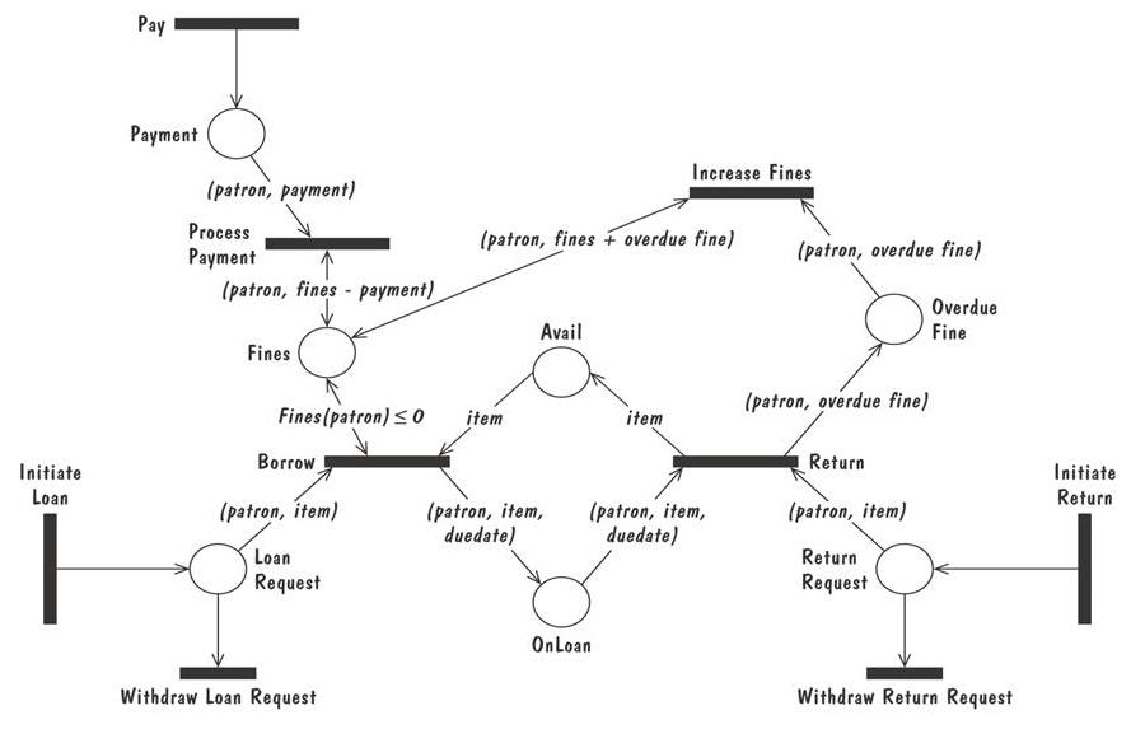 Pay
Payment
(patron, payment)
Increase Fines
Process
Payment
(patron, fines + overdue fine)
(patron, overdue fine)
(patron, fines - payment)
Overdue
Fine
Avail
Fines
(patron, overdue fine)
Fines(patron) ≤ 0
item
item
Borrow
Return
Initiate
Loan
Initiate
Return
(patron, item)
(patron, item,
duedate)
(patron, item,
duedate)
(patron, item)
Loan
Request
Return
Request
OnLoan
Withdraw Loan Request
Withdraw Return Request